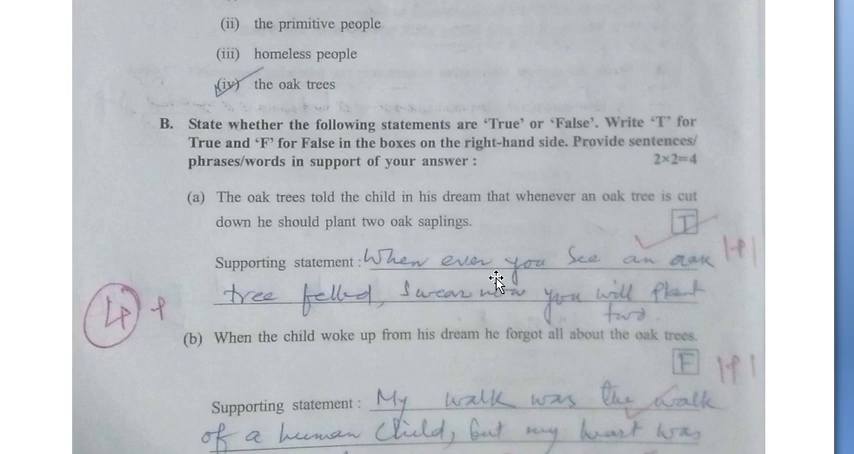 (ii) the primitive people
(iii) homeless people
(iv) the oak trees
B. State whether the following statements are ‘True’ or ‘False’. Write ‘T’ for
True and ‘F’ for False in the boxes on the right-hand side. Provide sentences/
phrases/words in support of your answer : 2×2=4
(a) The oak trees told the child in his dream that whenever an oak tree is cut
down he should plant two oak saplings.
T
Supporting statement : When ever you see an oak 1+1
tree felled, Swear now you will plant
two.
4 +
(b) When the child woke up from his dream he forgot all about the oak trees.
F 1+1
Supporting statement : My walk was the walk
of a human child, but my heart was